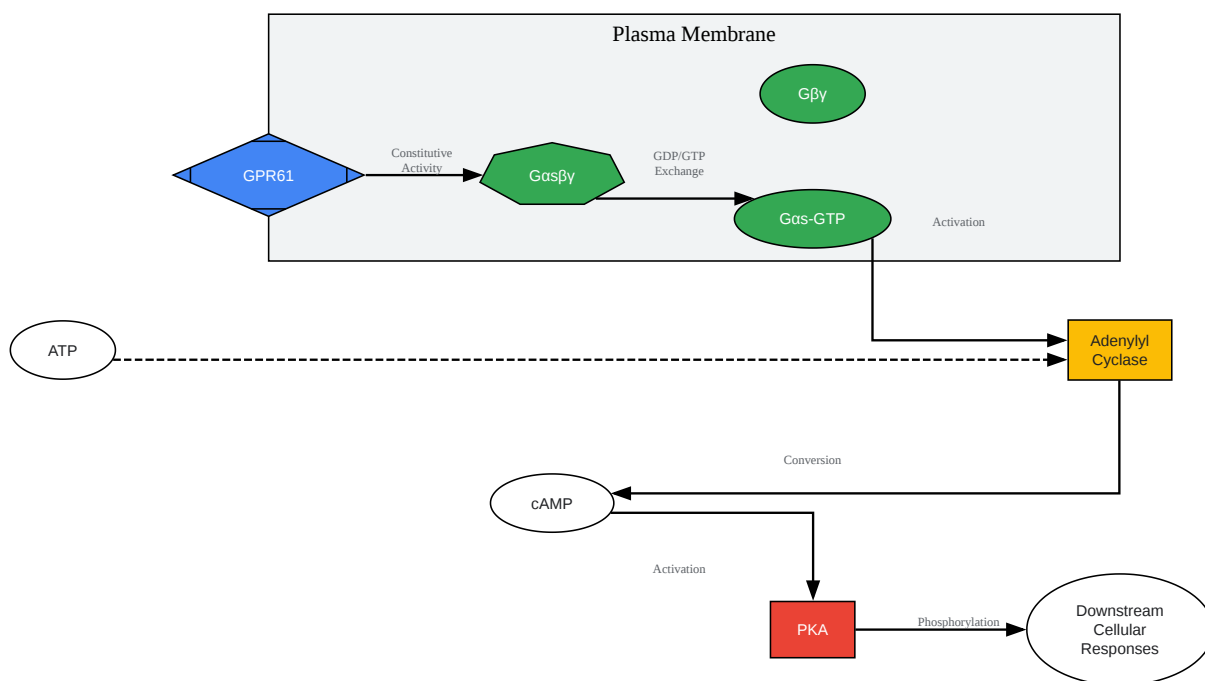 Plasma Membrane
Gβγ
Constitutive
Activity
GDP/GTP
Exchange
GPR61
Gαsβγ
Gαs-GTP
Activation
ATP
Adenylyl
Cyclase
Conversion
cAMP
Activation
PKA
Phosphorylation
Downstream
Cellular
Responses